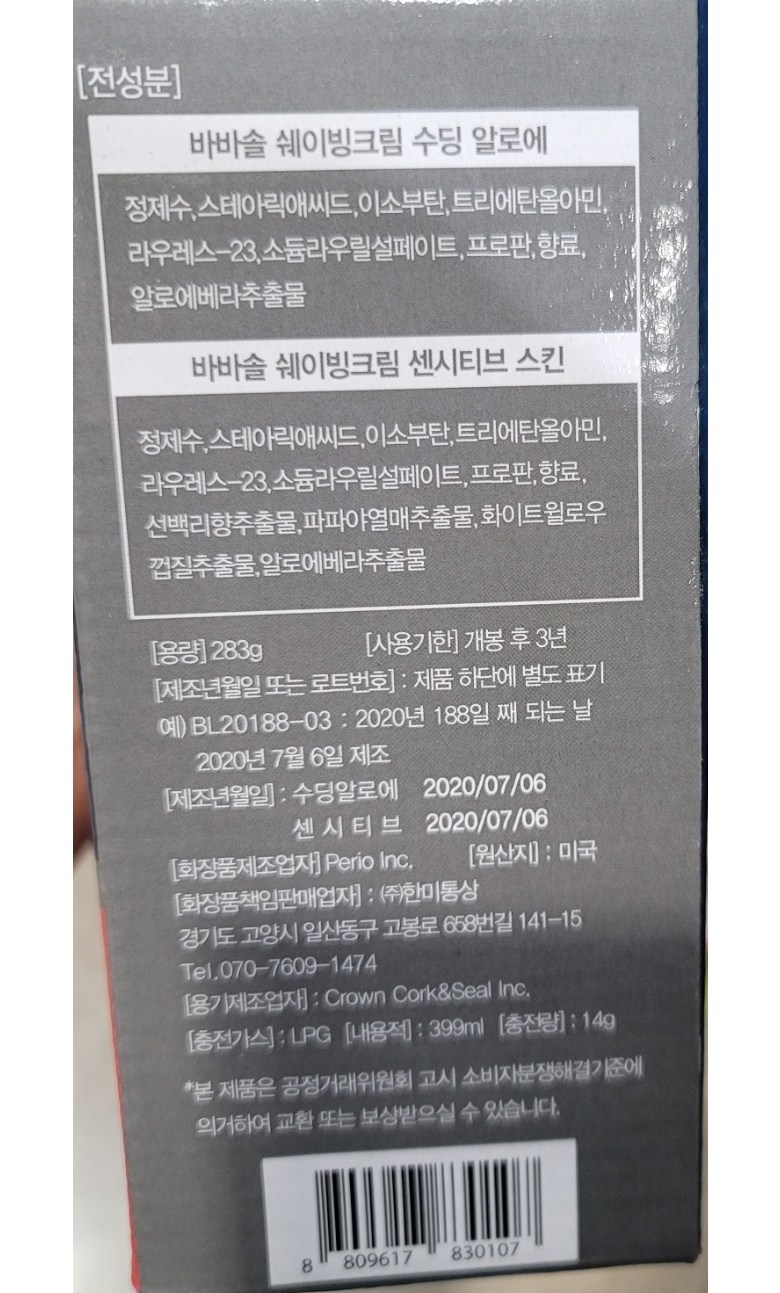 [전성분]
바바솔 쉐이빙크림 수딩 알로에
정제수,스테아릭애씨드,이소부탄,트리에탄올아민,
라우레스-23,소듐라우릴설페이트,프로판,향료,
알로에베라추출물
바바솔 쉐이빙크림 센시티브 스킨
정제수,스테아릭애씨드,이소부탄,트리에탄올아민,
라우레스-23,소듐라우릴설페이트,프로판,향료,
선백리향추출물,파파야열매추출물,화이트윌로우
껍질추출물,알로에베라추출물
[용량] 283g [사용기한] 개봉 후 3년
[제조년월일 또는 로트번호] : 제품 하단에 별도 표기
예) BL20188-03 : 2020년 188일 째 되는 날
2020년 7월 6일 제조
[제조년월일] : 수딩알로에 2020/07/06
센 시 티 브 2020/07/06
[화장품제조업자] Perio Inc. [원산지] : 미국
[화장품책임판매업자] : ㈜한미통상
경기도 고양시 일산동구 고봉로 658번길 141-15
Tel.070-7609-1474
[용기제조업자] : Crown Cork&Seal Inc.
[충전가스] : LPG [내용적] : 399ml [충전량] : 14g
*본 제품은 공정거래위원회 고시 소비자분쟁해결기준에
의거하여 교환 또는 보상받으실 수 있습니다.
8 809617 830107